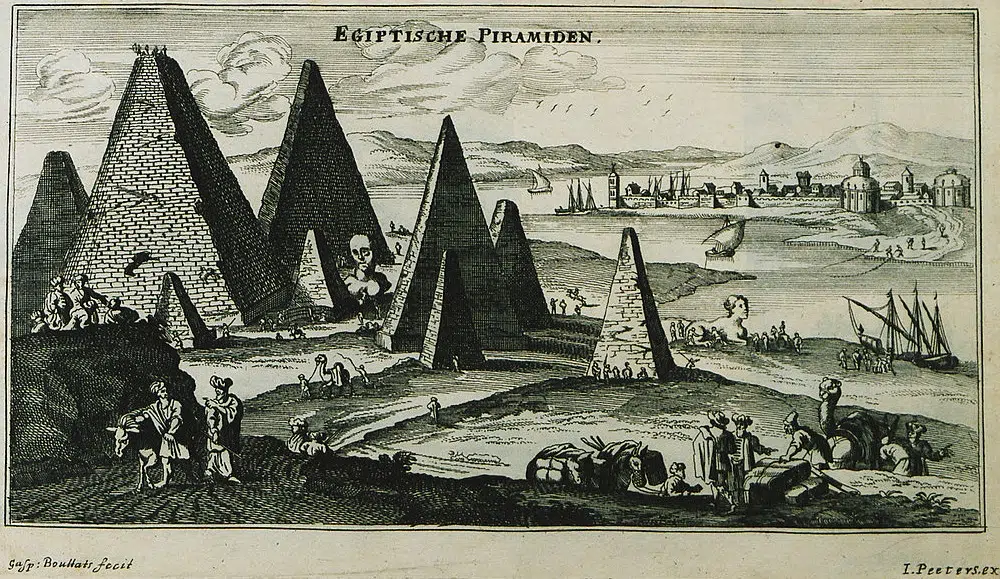 EGIPTISCHE PIRAMIDEN.
Gasp: Bouttats fecit
I. Peeters. ex